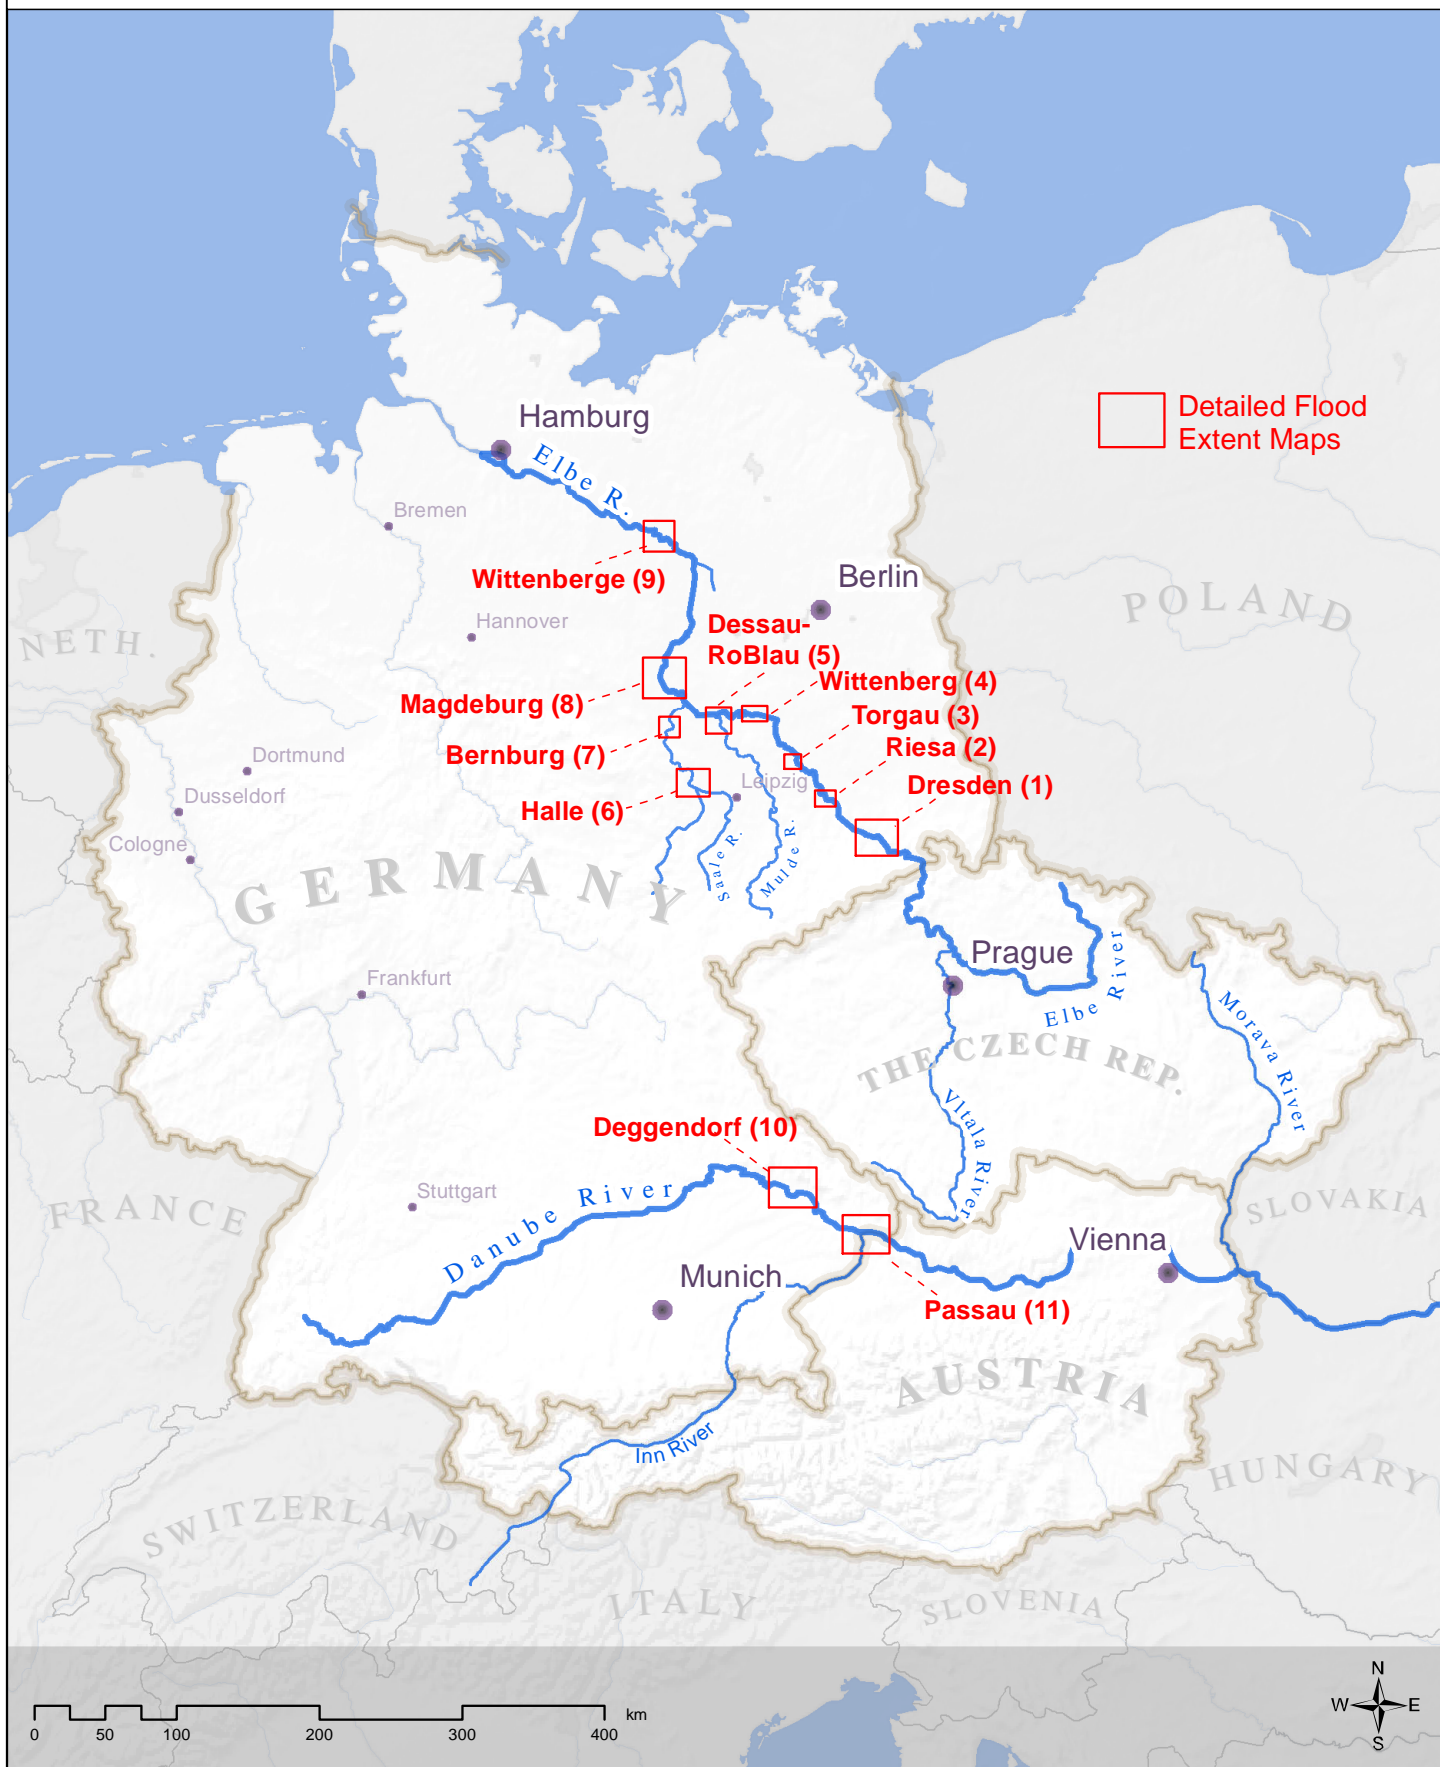 Hamburg
Elbe R.
Detailed Flood
Extent Maps
Bremen
Wittenberge (9)
Berlin
POLAND
Hannover
NETH.
Dessau-
RoBlau (5)
Wittenberg (4)
Magdeburg (8)
Torgau (3)
Riesa (2)
Bernburg (7)
Dortmund
Leipzig
Dresden (1)
Dusseldorf
Halle (6)
Cologne
GERMANY
Saale R.
Mulde R.
Prague
Frankfurt
Elbe River
Morava River
THE CZECH REP.
Vltala River
Deggendorf (10)
Stuttgart
Danube River
FRANCE
SLOVAKIA
Vienna
Munich
Passau (11)
AUSTRIA
Inn River
HUNGARY
SWITZERLAND
ITALY
SLOVENIA
N
W E
S
km
0 50 100 200 300 400